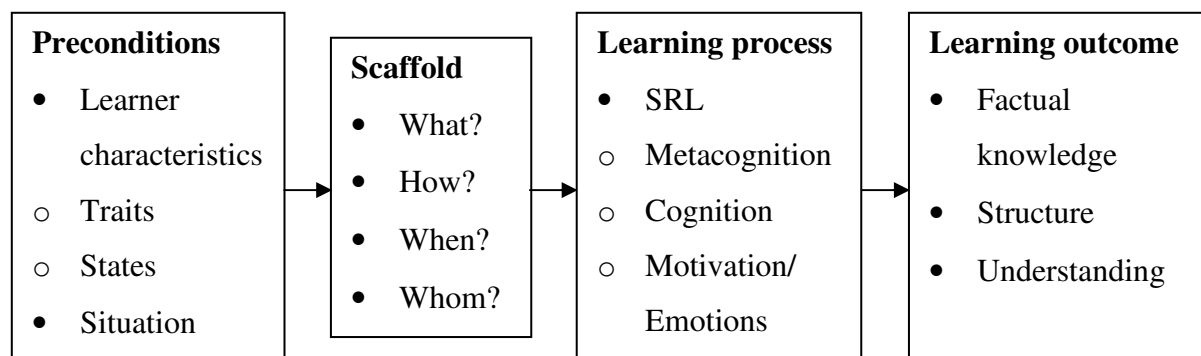 Preconditions
• Learner
characteristics
o Traits
o States
• Situation
Scaffold
• What?
• How?
• When?
• Whom?
Learning process
• SRL
o Metacognition
o Cognition
o Motivation/
Emotions
Learning outcome
• Factual
knowledge
• Structure
• Understanding